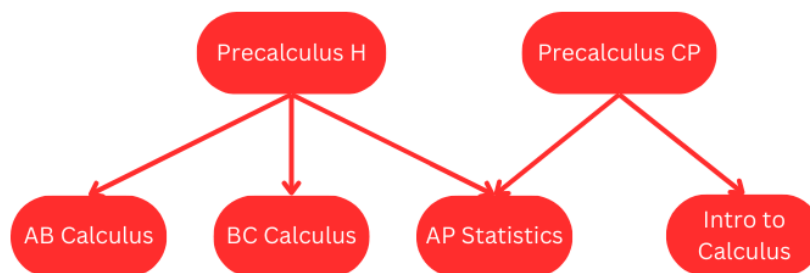 Precalculus H
Precalculus CP
AB Calculus
BC Calculus
AP Statistics
Intro to
Calculus